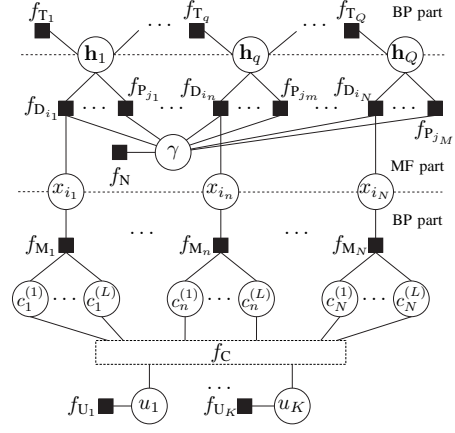 f_{T_1} ... f_{T_q} ... f_{T_Q} BP part
h_1 h_q h_Q
f_{D_{i_1}} ... f_{P_{j_1}} f_{D_{i_n}} ... f_{P_{j_m}} f_{D_{i_N}} ... f_{P_{j_M}}
γ
f_N MF part
x_{i_1} x_{i_n} x_{i_N}
BP part
f_{M_1} ... f_{M_n} ... f_{M_N}
c_1^{(1)} ... c_1^{(L)} c_n^{(1)} ... c_n^{(L)} c_N^{(1)} ... c_N^{(L)}
f_C
f_{U_1} u_1 ... f_{U_K} u_K